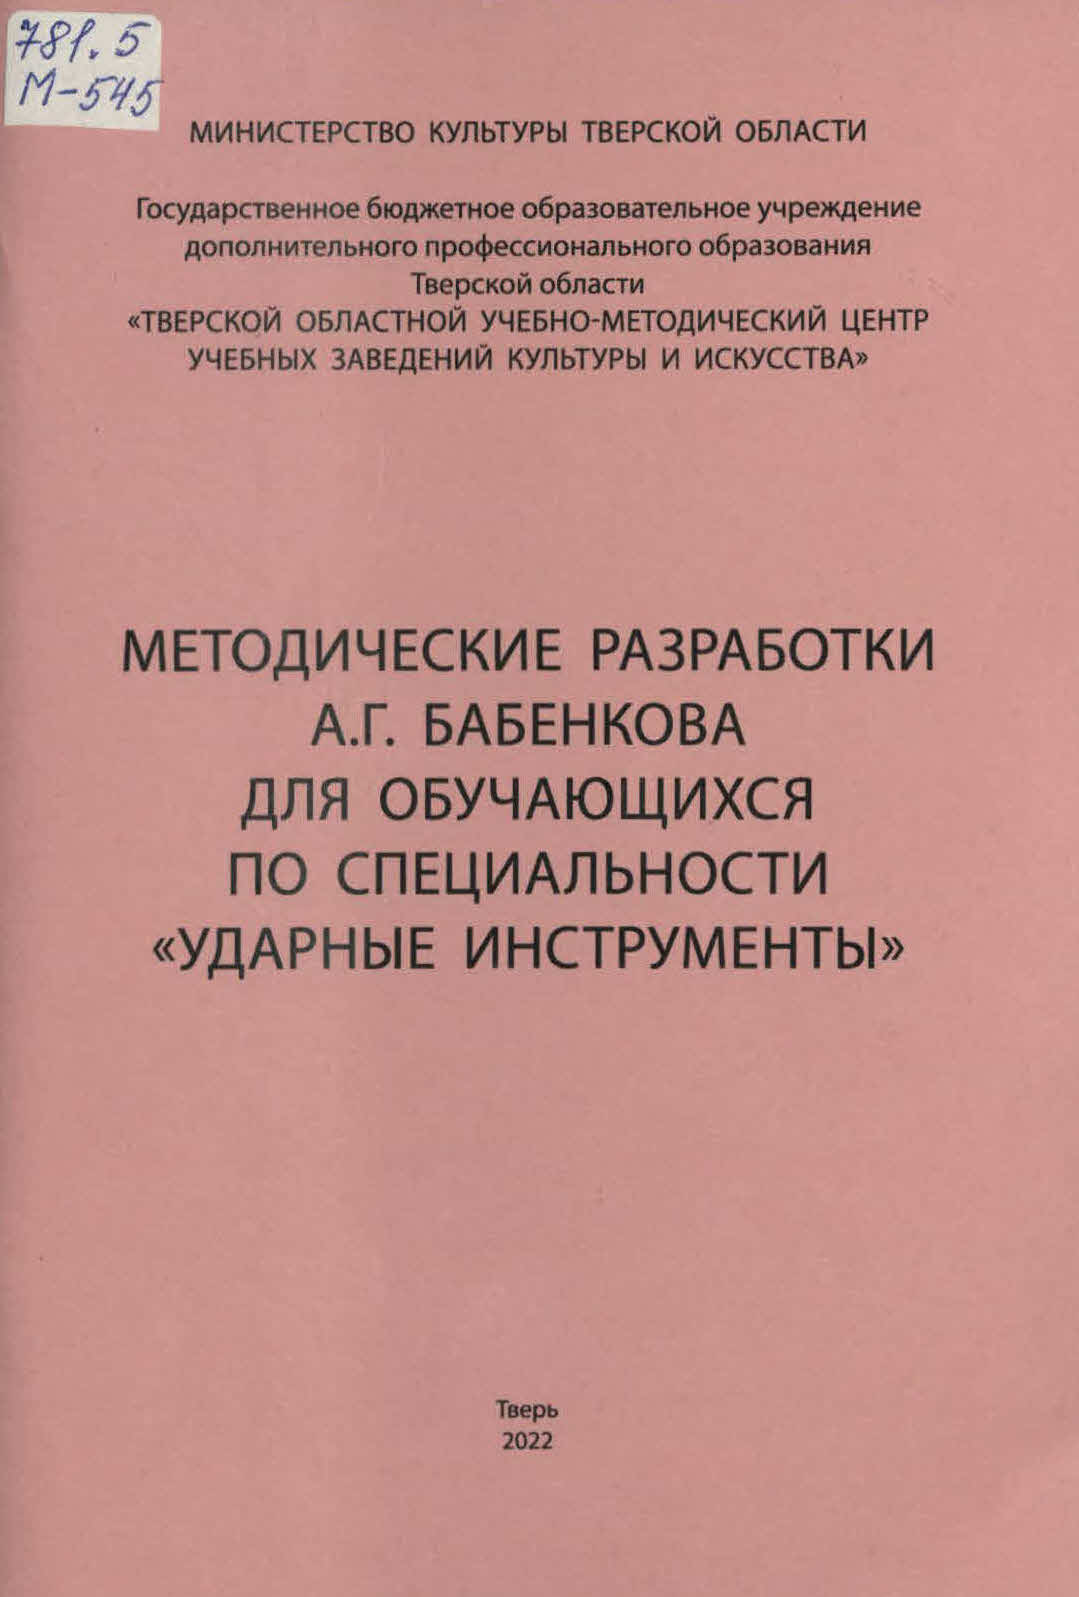 781.5
М-545
МИНИСТЕРСТВО КУЛЬТУРЫ ТВЕРСКОЙ ОБЛАСТИ
Государственное бюджетное образовательное учреждение
дополнительного профессионального образования
Тверской области
«ТВЕРСКОЙ ОБЛАСТНОЙ УЧЕБНО-МЕТОДИЧЕСКИЙ ЦЕНТР
УЧЕБНЫХ ЗАВЕДЕНИЙ КУЛЬТУРЫ И ИСКУССТВА»
МЕТОДИЧЕСКИЕ РАЗРАБОТКИ
А.Г. БАБЕНКОВА
ДЛЯ ОБУЧАЮЩИХСЯ
ПО СПЕЦИАЛЬНОСТИ
«УДАРНЫЕ ИНСТРУМЕНТЫ»
Тверь
2022